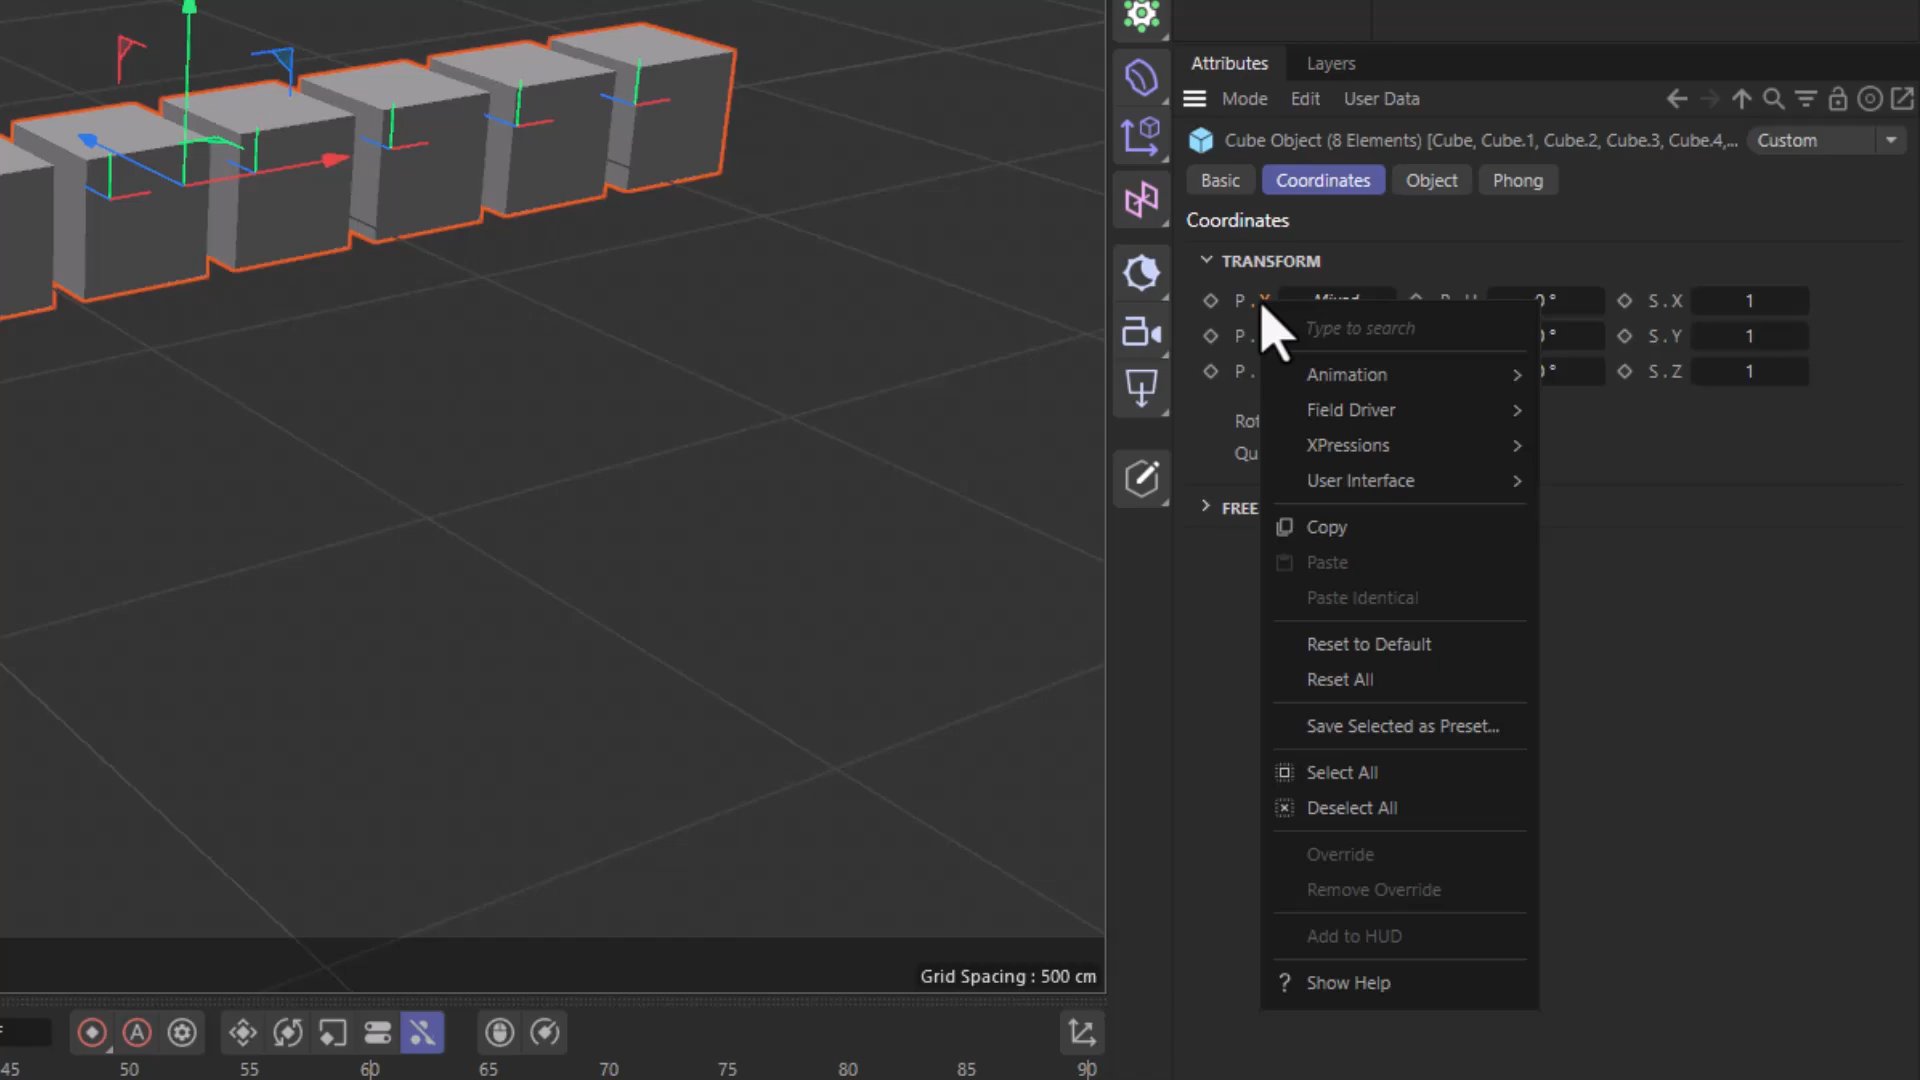 Attributes
Layers
Mode
Edit
User Data
Cube Object (8 Elements) [Cube, Cube.1, Cube.2, Cube.3, Cube.4,...
Custom
Basic
Coordinates
Object
Phong
Coordinates
TRANSFORM
P . X
Mixed
R . H
0 °
S . X
1
P .
S . Y
1
P .
S . Z
1
Rot
Qu
FREE
Type to search
Animation
Field Driver
XPressions
User Interface
Copy
Paste
Paste Identical
Reset to Default
Reset All
Save Selected as Preset...
Select All
Deselect All
Override
Remove Override
Add to HUD
? Show Help
Grid Spacing : 500 cm
45
50
55
60
65
70
75
80
85
90